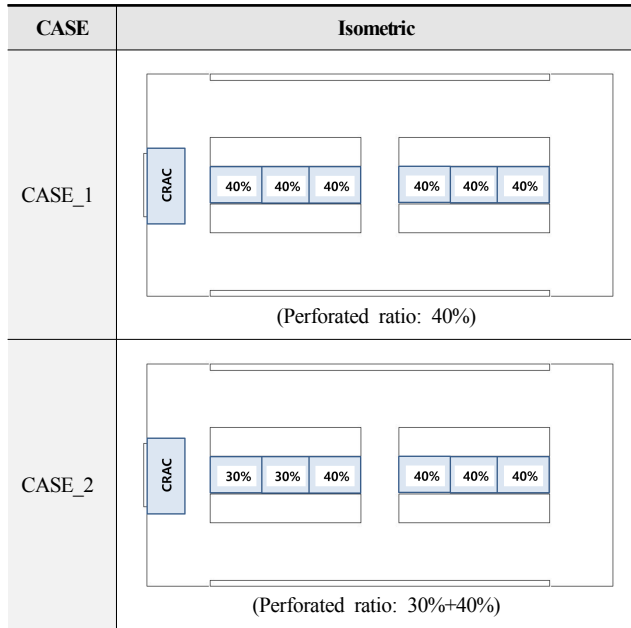 CASE Isometric
CASE_1
CRAC
40% 40% 40% 40% 40% 40%
(Perforated ratio: 40%)
CASE_2
CRAC
30% 30% 40% 40% 40% 40%
(Perforated ratio: 30%+40%)